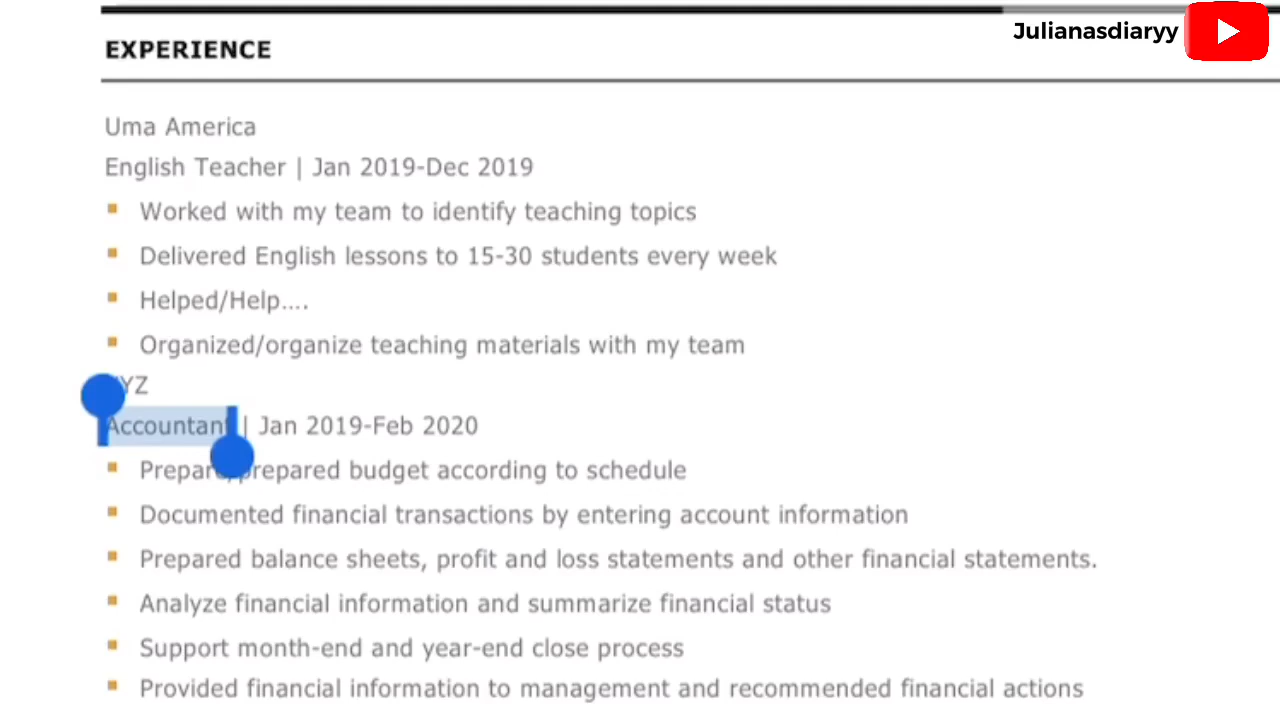 Julianasdiaryy
EXPERIENCE
Uma America
English Teacher | Jan 2019-Dec 2019
Worked with my team to identify teaching topics
Delivered English lessons to 15-30 students every week
Helped/Help....
Organized/organize teaching materials with my team
YZ
Accountant | Jan 2019-Feb 2020
Prepare/prepared budget according to schedule
Documented financial transactions by entering account information
Prepared balance sheets, profit and loss statements and other financial statements.
Analyze financial information and summarize financial status
Support month-end and year-end close process
Provided financial information to management and recommended financial actions